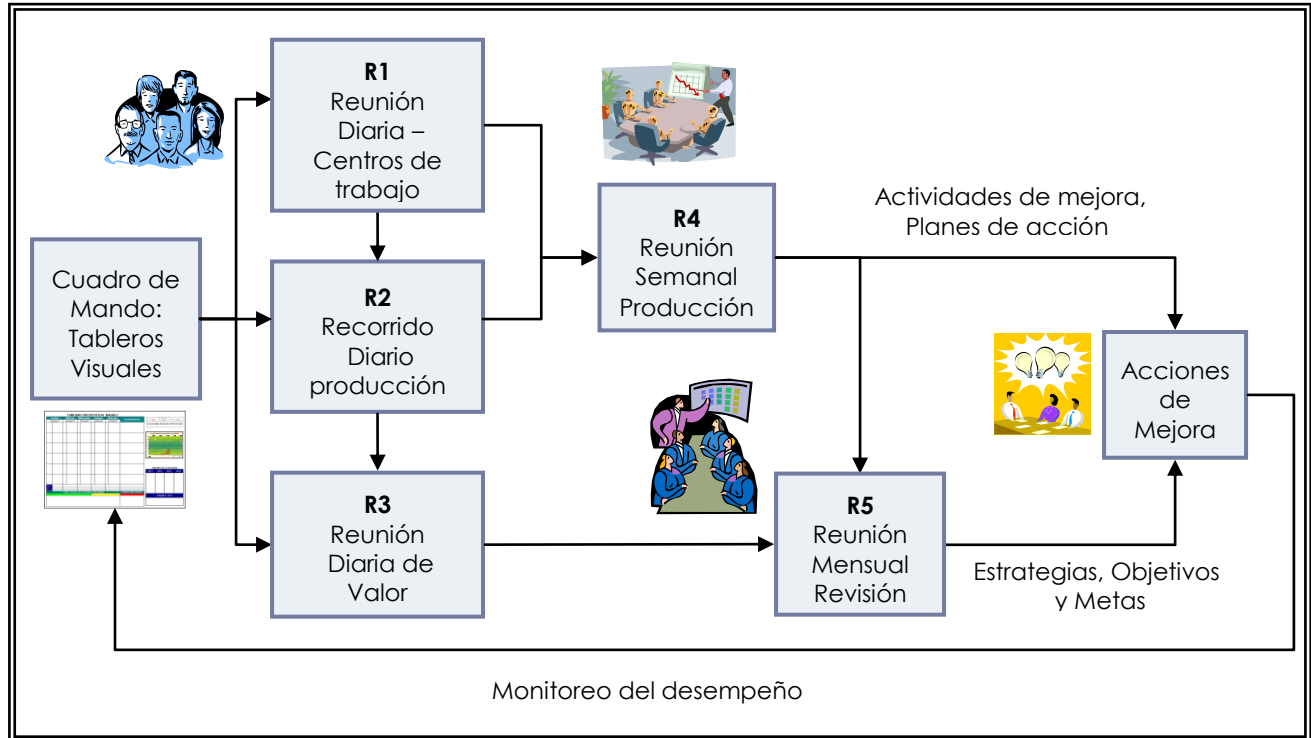 R1
Reunión
Diaria –
Centros de
trabajo
Cuadro de
Mando:
Tableros
Visuales
R2
Recorrido
Diario
producción
R3
Reunión
Diaria de
Valor
R4
Reunión
Semanal
Producción
Actividades de mejora,
Planes de acción
R5
Reunión
Mensual
Revisión
Acciones
de
Mejora
Estrategias, Objetivos
y Metas
Monitoreo del desempeño